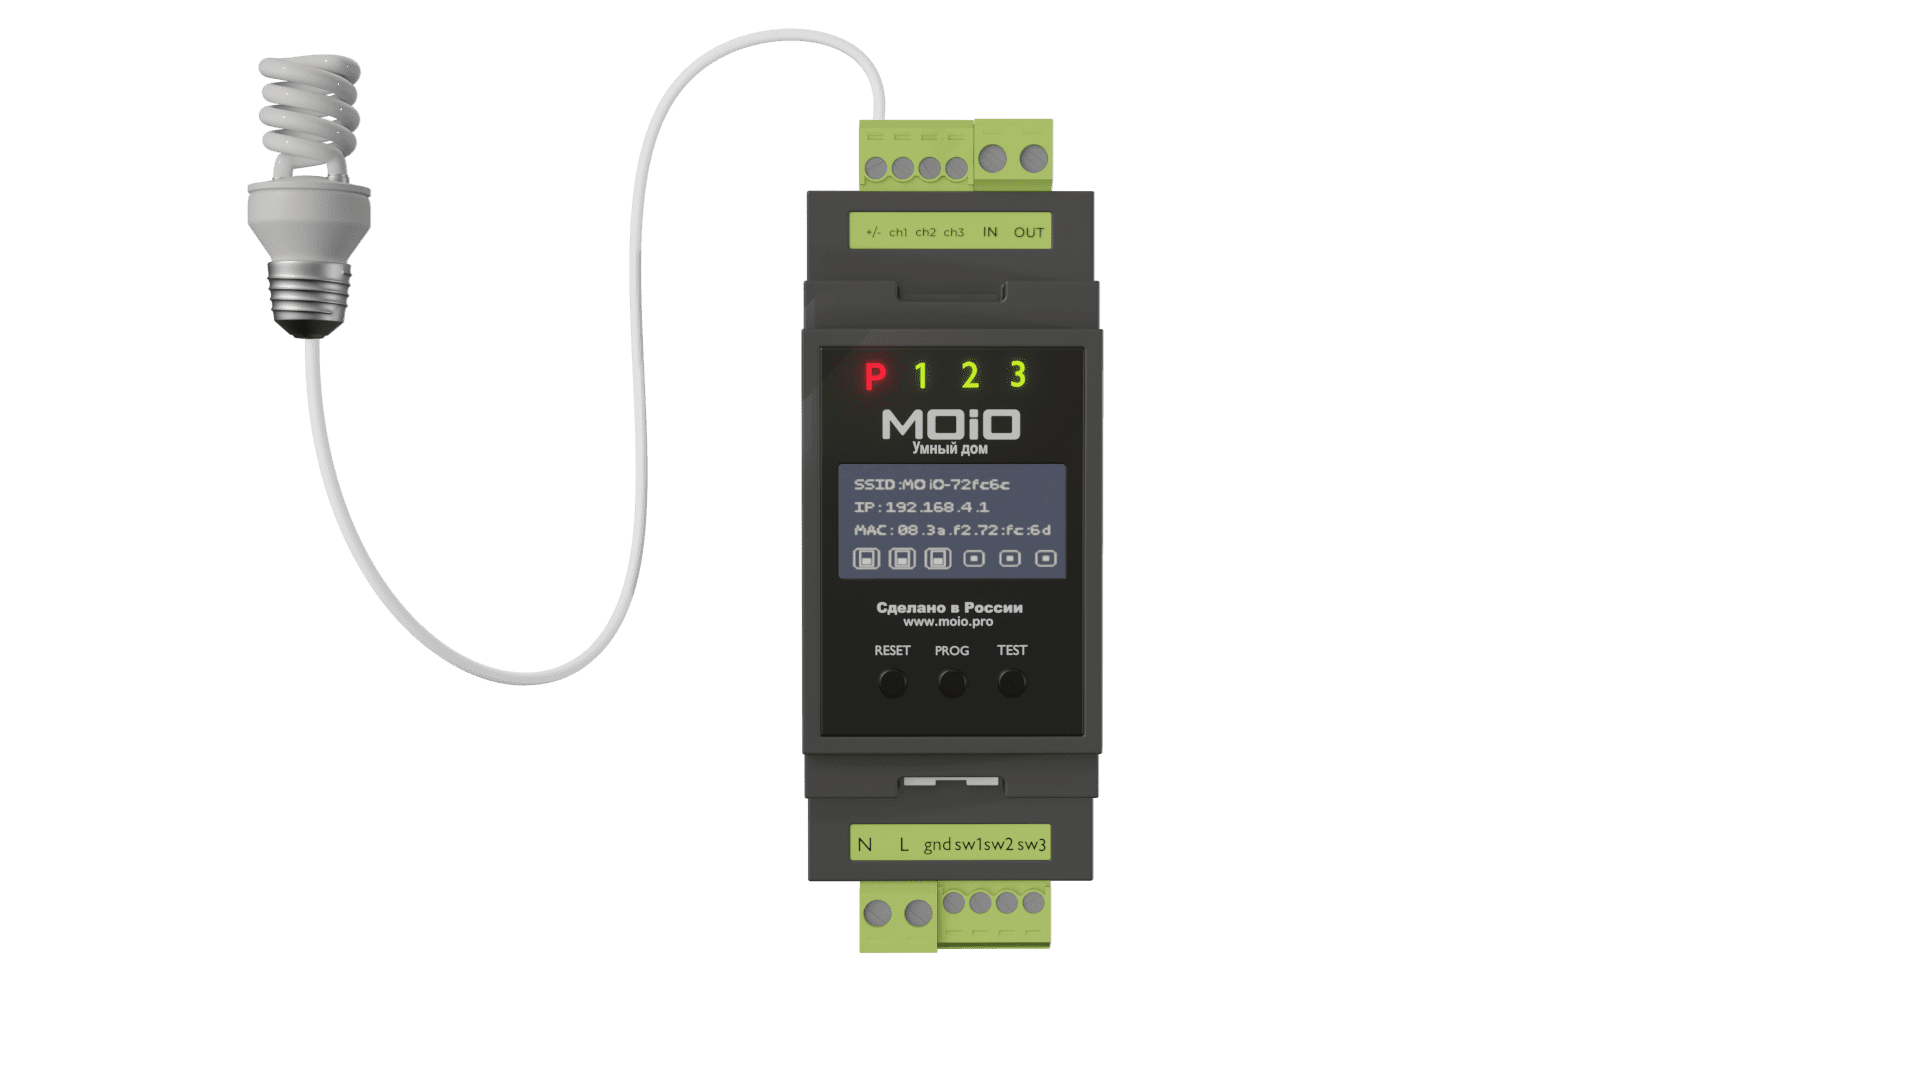 +/- ch1 ch2 ch3 IN OUT
P 1 2 3
MOiO
Умный дом
SSID:MOiO-72fc6c
IP:192.168.4.1
MAC:08.3a.f2.72:fc:6d
Сделано в России
www.moio.pro
RESET PROG TEST
N L gnd sw1 sw2 sw3